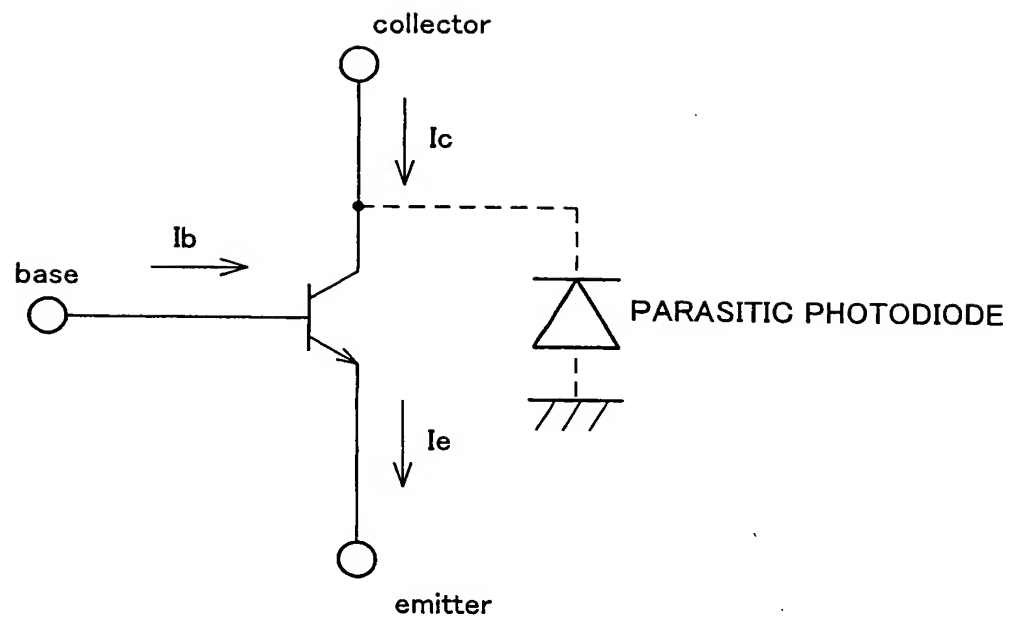 collector
Ic
Ib
base
PARASITIC PHOTODIODE
Ie
emitter